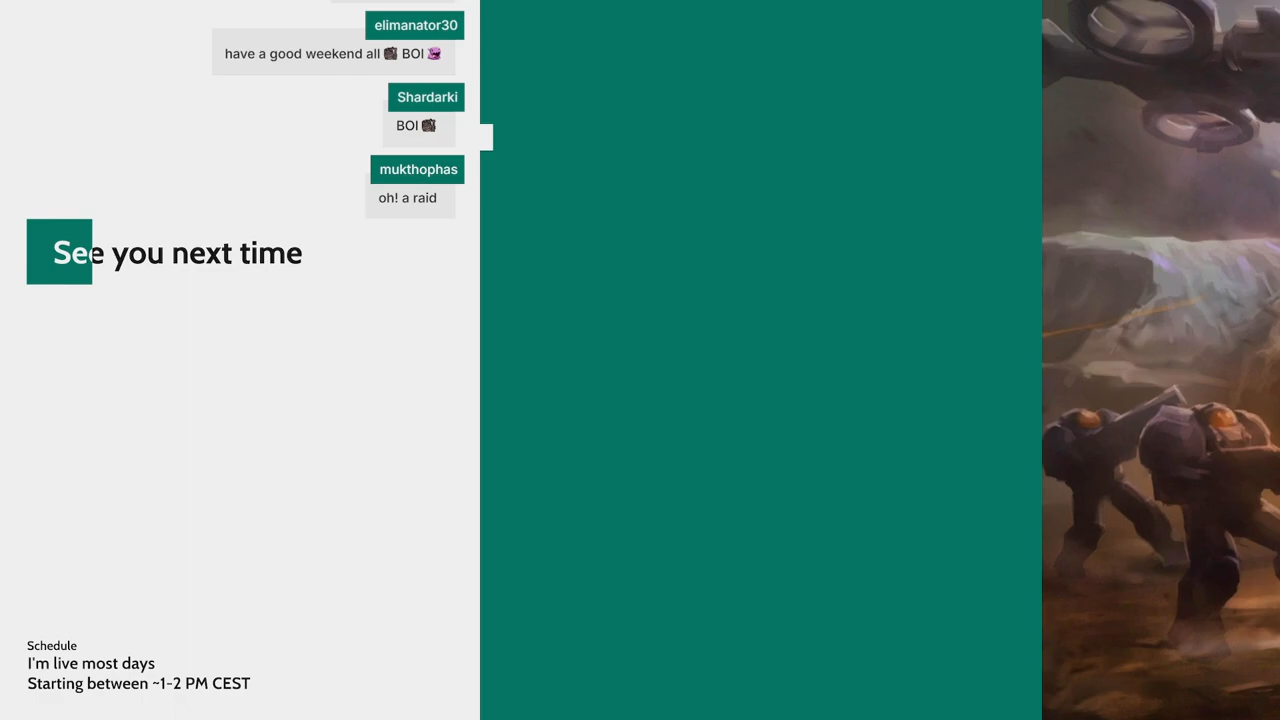 elimanator30
have a good weekend all BOI
Shardarki
BOI
mukthophas
oh! a raid
See you next time
Schedule
I'm live most days
Starting between ~1-2 PM CEST